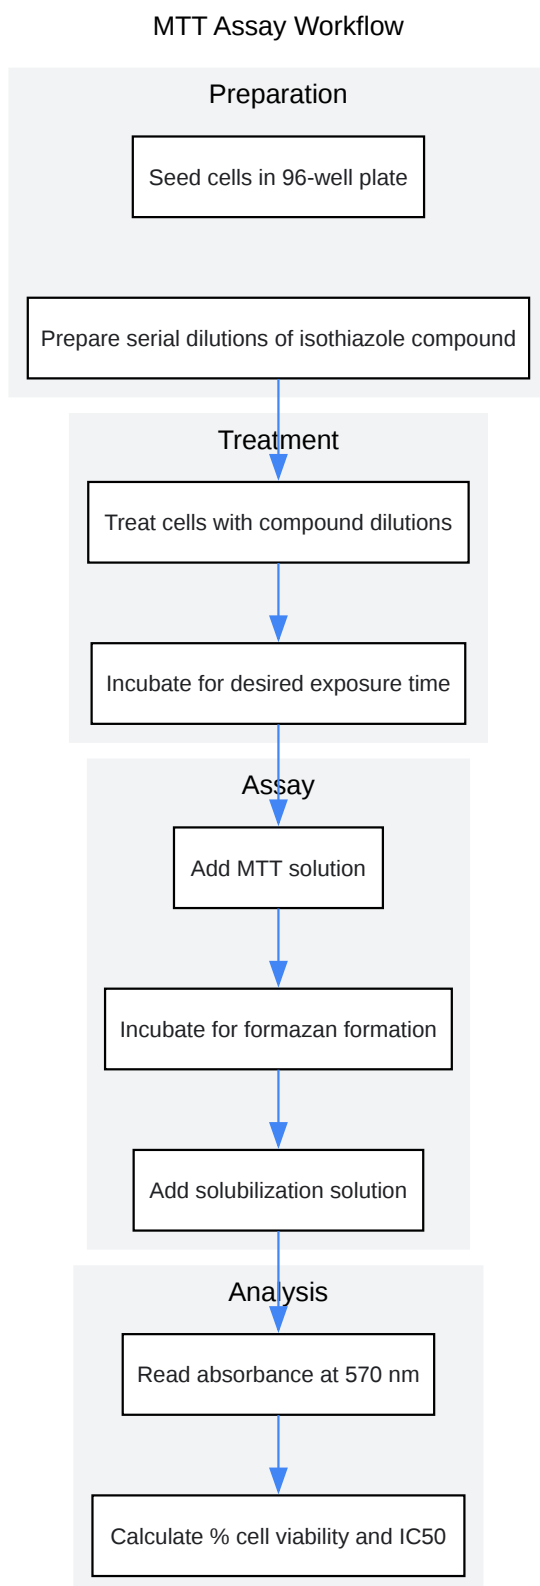 MTT Assay Workflow
Preparation
Seed cells in 96-well plate
Prepare serial dilutions of isothiazole compound
Treatment
Treat cells with compound dilutions
Incubate for desired exposure time
Assay
Add MTT solution
Incubate for formazan formation
Add solubilization solution
Analysis
Read absorbance at 570 nm
Calculate % cell viability and IC50